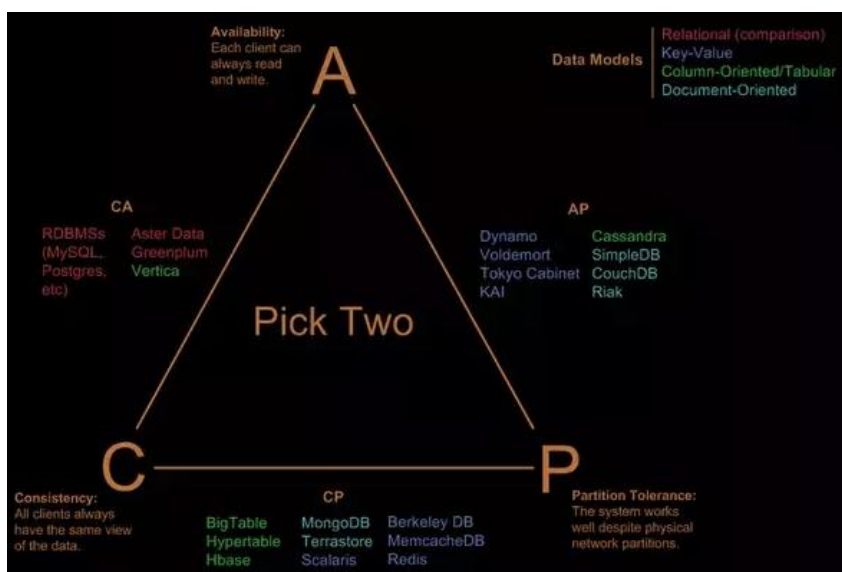 Availability:
Each client can
always read
and write.
A
Data Models
Relational (comparison)
Key-Value
Column-Oriented/Tabular
Document-Oriented
CA
RDBMSs
(MySQL,
Postgres,
etc)
Aster Data
Greenplum
Vertica
AP
Dynamo
Voldemort
Tokyo Cabinet
KAI
Cassandra
SimpleDB
CouchDB
Riak
Pick Two
C
Consistency:
All clients always
have the same view
of the data.
CP
BigTable
Hypertable
Hbase
MongoDB
Terrastore
Scalaris
Berkeley DB
MemcacheDB
Redis
P
Partition Tolerance:
The system works
well despite physical
network partitions.